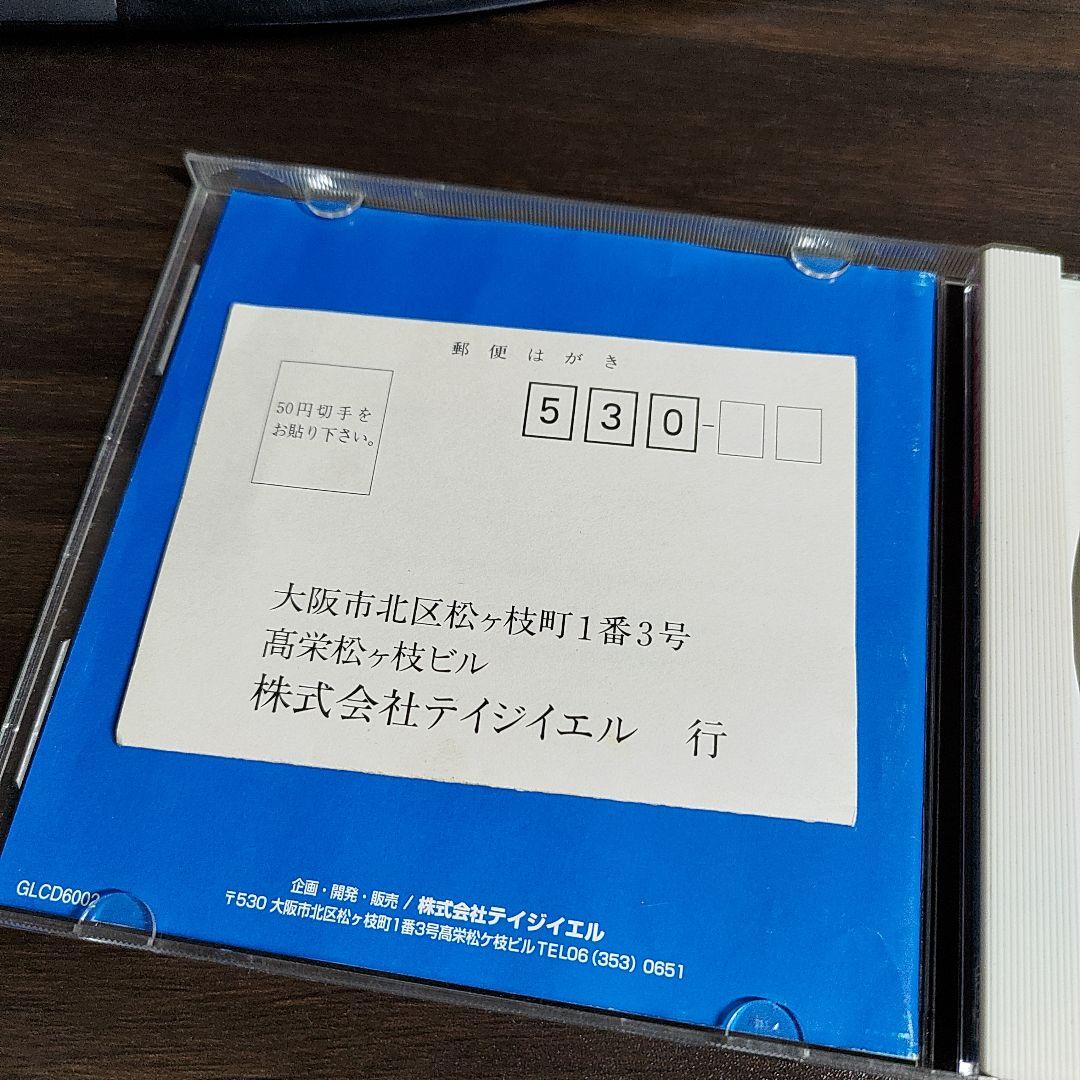 郵便はがき
50円切手を
お貼り下さい。
530-
大阪市北区松ヶ枝町1番3号
髙栄松ヶ枝ビル
株式会社テイジイエル 行
GLCD6002
企画・開発・販売 / 株式会社テイジイエル
〒530 大阪市北区松ヶ枝町1番3号髙栄松ケ枝ビル TEL06 (353) 0651